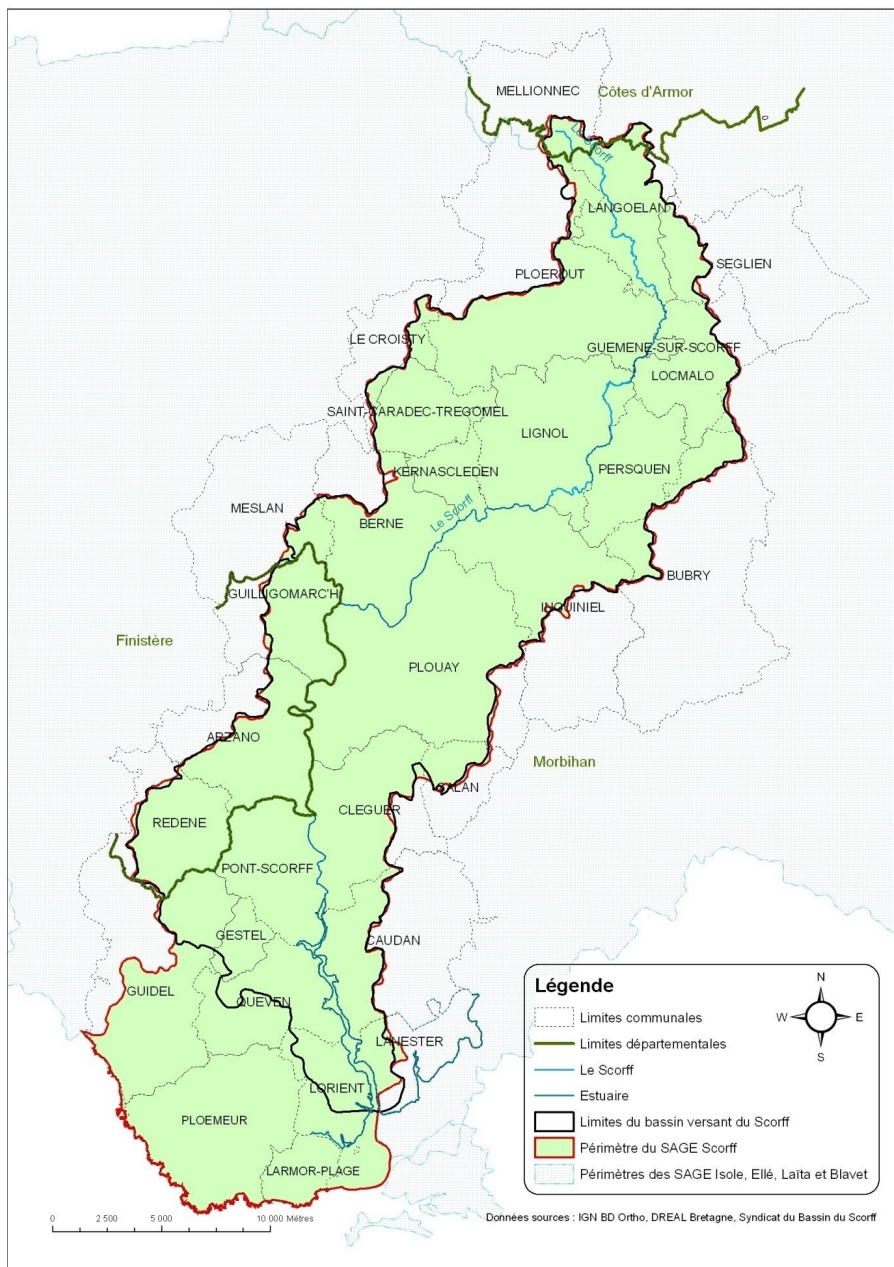 MELLIONNEC
Côtes d'Armor
Le Scorff
LANGOELAN
SEGLIEN
PLOEROUT
LE CROISTY
GUEMENE-SUR-SCORFF
LOCMALO
SAINT-CARADEC-TREGOMEL
LIGNOL
KERNASCLEDEN
PERSQUEN
MESLAN
BERNE
Le Scorff
BUBRY
GUILLIGOMARC'H
INGUINIEL
Finistère
PLOUAY
ARZANO
Morbihan
CALAN
CLEGUER
REDENE
PONT-SCORFF
GESTEL
CAUDAN
GUIDEL
QUEVEN
LANESTER
LORIENT
PLOEMEUR
LARMOR-PLAGE
Légende
Limites communales
Limites départementales
Le Scorff
Estuaire
Limites du bassin versant du Scorff
Périmètre du SAGE Scorff
Périmètres des SAGE Isole, Ellé, Laïta et Blavet
N
W
E
S
0 2 500 5 000 10 000 Mètres
Données sources : IGN BD Ortho, DREAL Bretagne, Syndicat du Bassin du Scorff